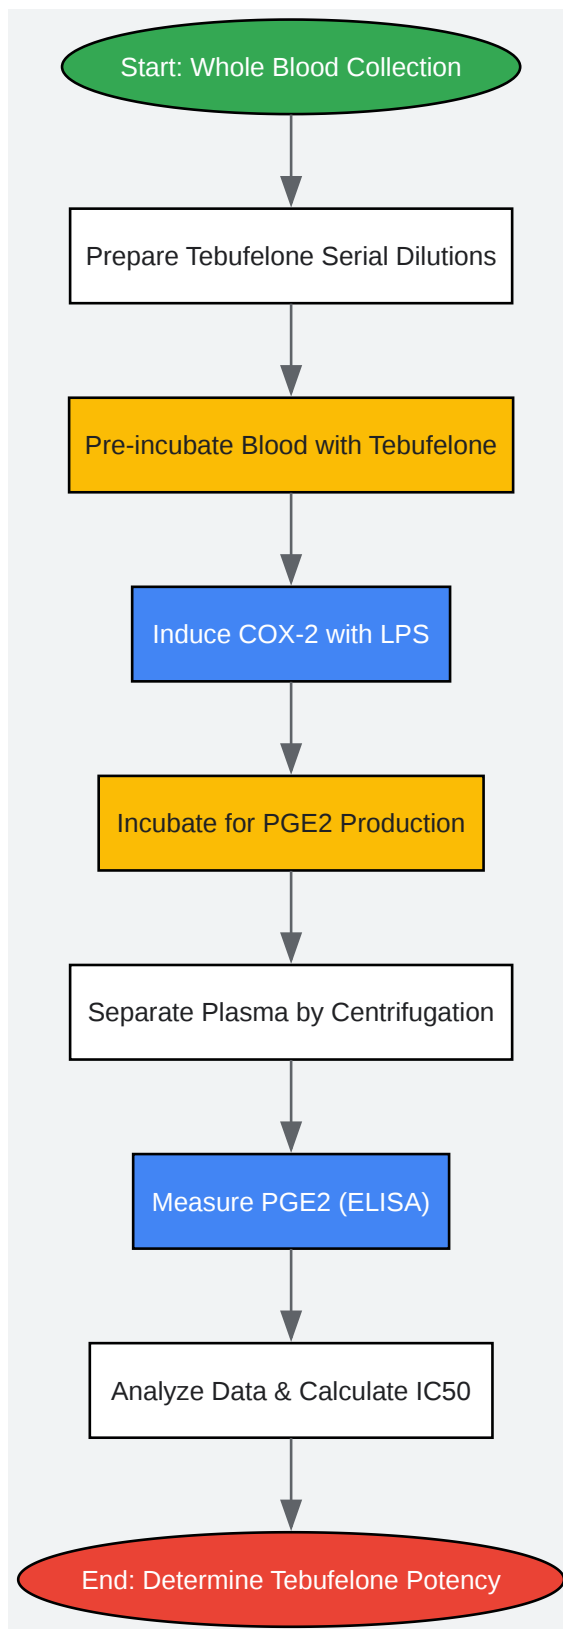 Start: Whole Blood Collection
Prepare Tebufelone Serial Dilutions
Pre-incubate Blood with Tebufelone
Induce COX-2 with LPS
Incubate for PGE2 Production
Separate Plasma by Centrifugation
Measure PGE2 (ELISA)
Analyze Data & Calculate IC50
End: Determine Tebufelone Potency